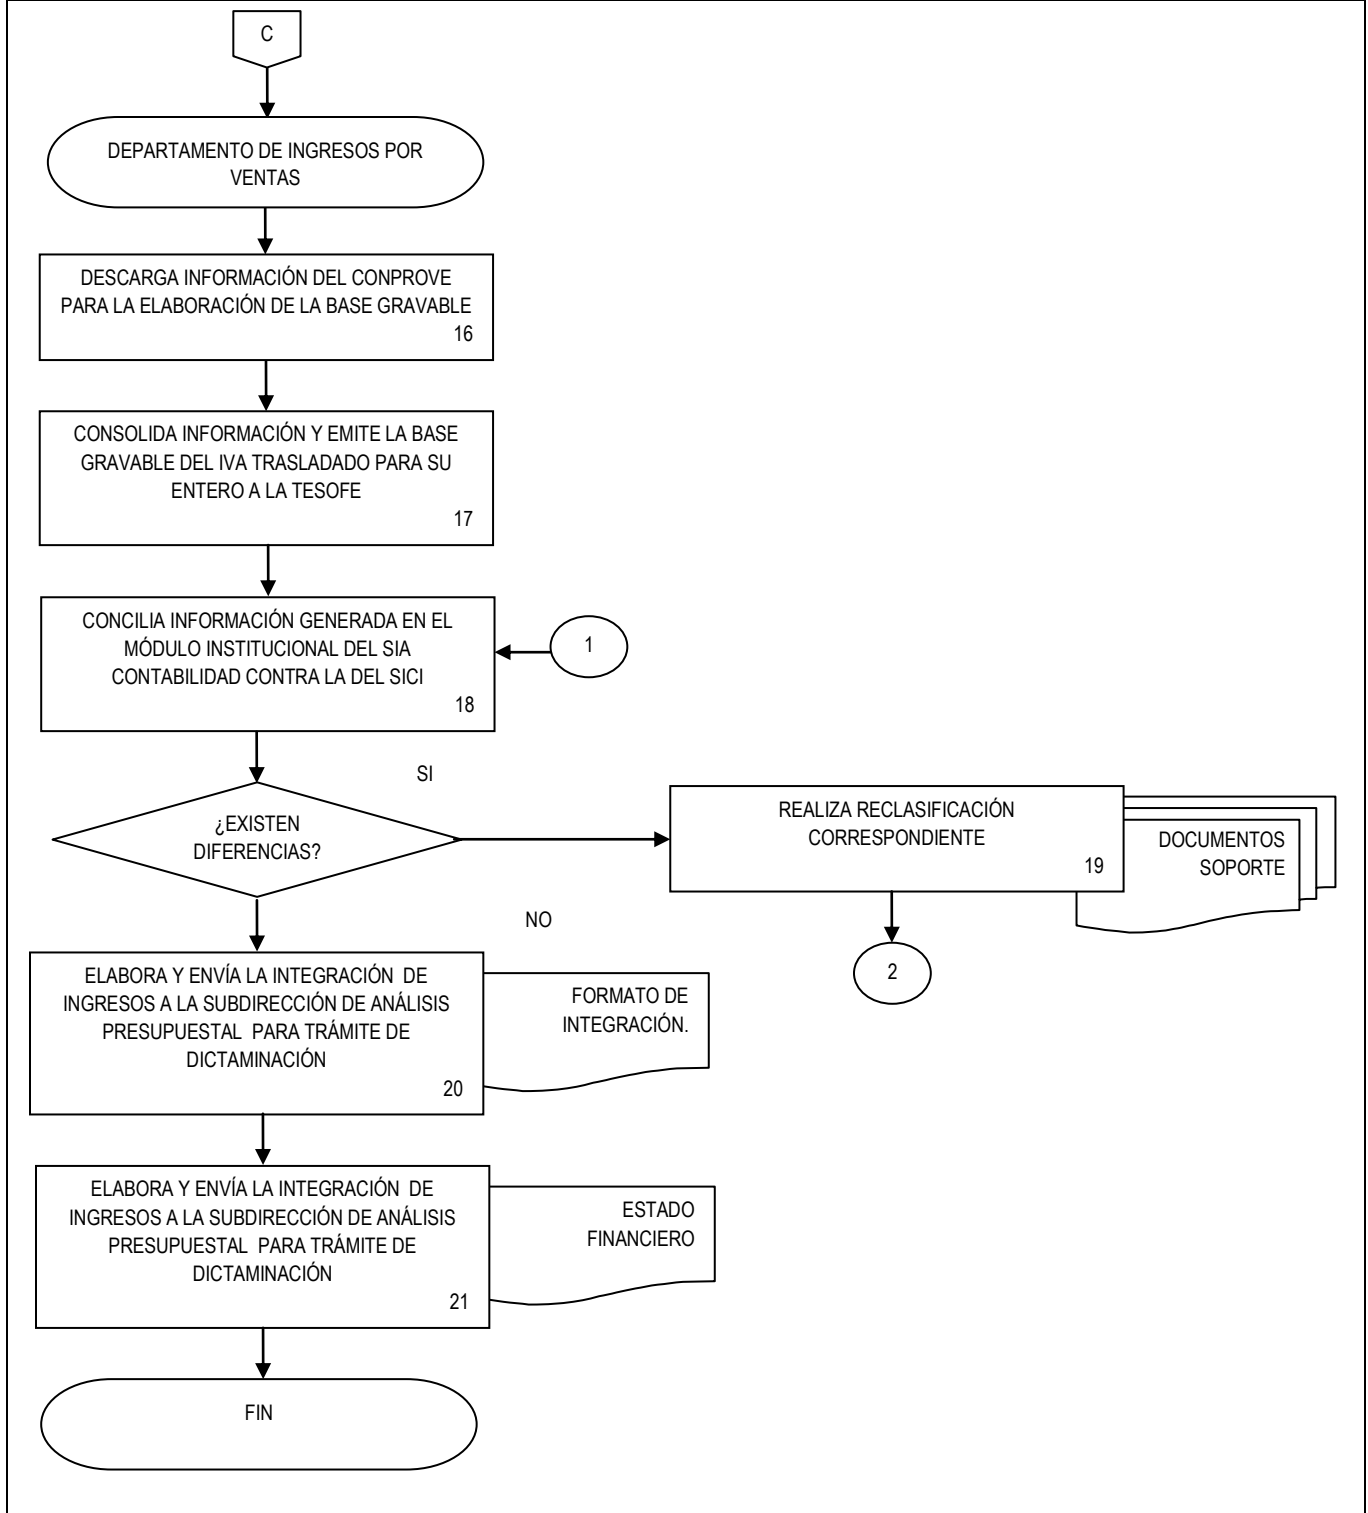 C
DEPARTAMENTO DE INGRESOS POR
VENTAS
DESCARGA INFORMACIÓN DEL CONPROVE
PARA LA ELABORACIÓN DE LA BASE GRAVABLE
16
CONSOLIDA INFORMACIÓN Y EMITE LA BASE
GRAVABLE DEL IVA TRASLADADO PARA SU
ENTERO A LA TESOFE
17
CONCILIA INFORMACIÓN GENERADA EN EL
MÓDULO INSTITUCIONAL DEL SIA
CONTABILIDAD CONTRA LA DEL SICI
18
1
¿EXISTEN
DIFERENCIAS?
SI
REALIZA RECLASIFICACIÓN
CORRESPONDIENTE
19
DOCUMENTOS
SOPORTE
2
NO
ELABORA Y ENVÍA LA INTEGRACIÓN  DE
INGRESOS A LA SUBDIRECCIÓN DE ANÁLISIS
PRESUPUESTAL  PARA TRÁMITE DE
DICTAMINACIÓN
20
FORMATO DE
INTEGRACIÓN.
ELABORA Y ENVÍA LA INTEGRACIÓN  DE
INGRESOS A LA SUBDIRECCIÓN DE ANÁLISIS
PRESUPUESTAL  PARA TRÁMITE DE
DICTAMINACIÓN
21
ESTADO
FINANCIERO
FIN